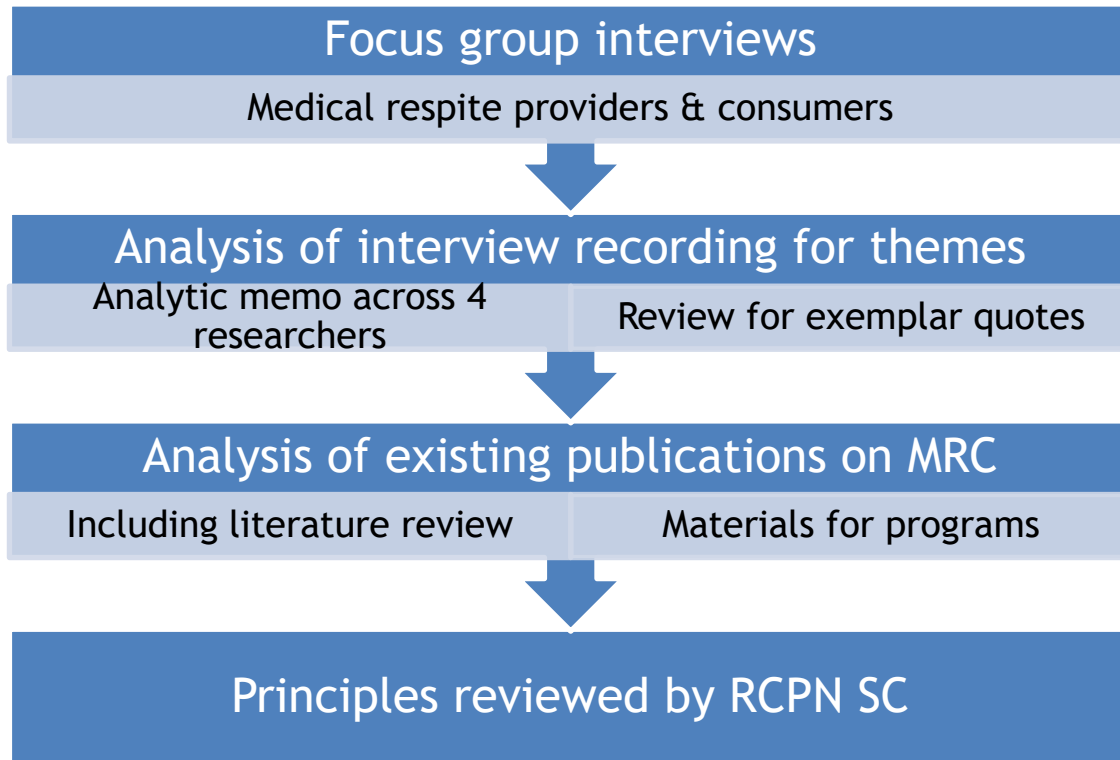 Focus group interviews
Medical respite providers & consumers
Analysis of interview recording for themes
Analytic memo across 4
researchers
Review for exemplar quotes
Analysis of existing publications on MRC
Including literature review
Materials for programs
Principles reviewed by RCPN SC